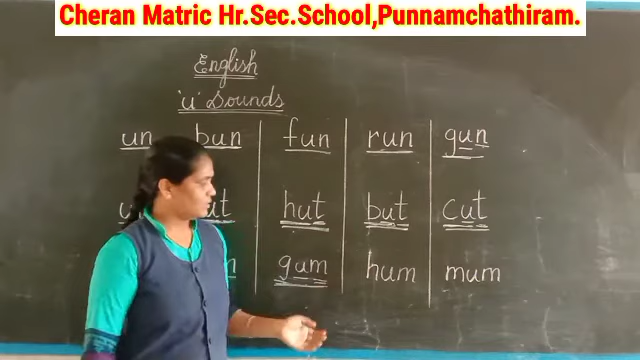 Cheran Matric Hr.Sec.School,Punnamchathiram.
English
'u' Sounds
un bun fun run gun
hut but cut
gum hum mum